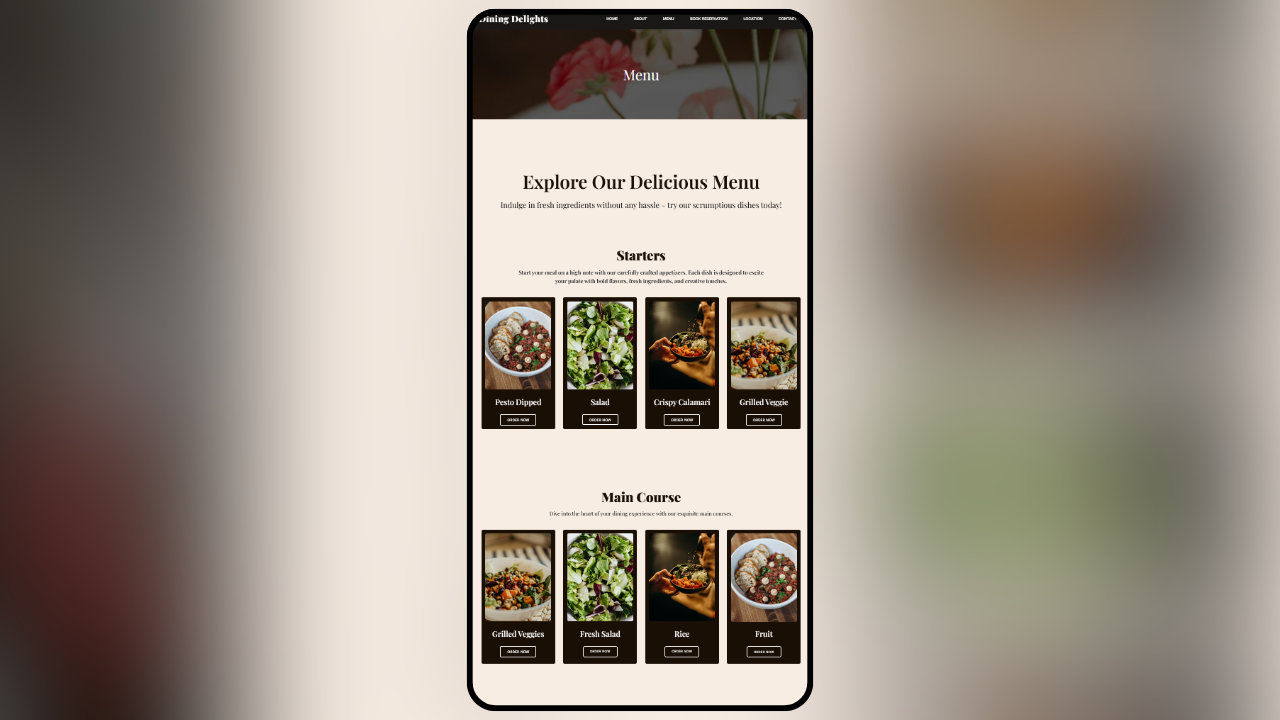 Dining Delights
HOME ABOUT MENU BOOK RESERVATION LOCATION CONTACT
Menu
Explore Our Delicious Menu
Indulge in fresh ingredients without any hassle - try our scrumptious dishes today!
Starters
Start your meal on a high note with our carefully crafted appetizers. Each dish is designed to excite
your palate with bold flavors, fresh ingredients, and creative touches.
Pesto Dipped Salad Crispy Calamari Grilled Veggie
ORDER NOW ORDER NOW ORDER NOW ORDER NOW
Main Course
Dive into the heart of your dining experience with our exquisite main courses.
Grilled Veggies Fresh Salad Rice Fruit
ORDER NOW ORDER NOW ORDER NOW ORDER NOW